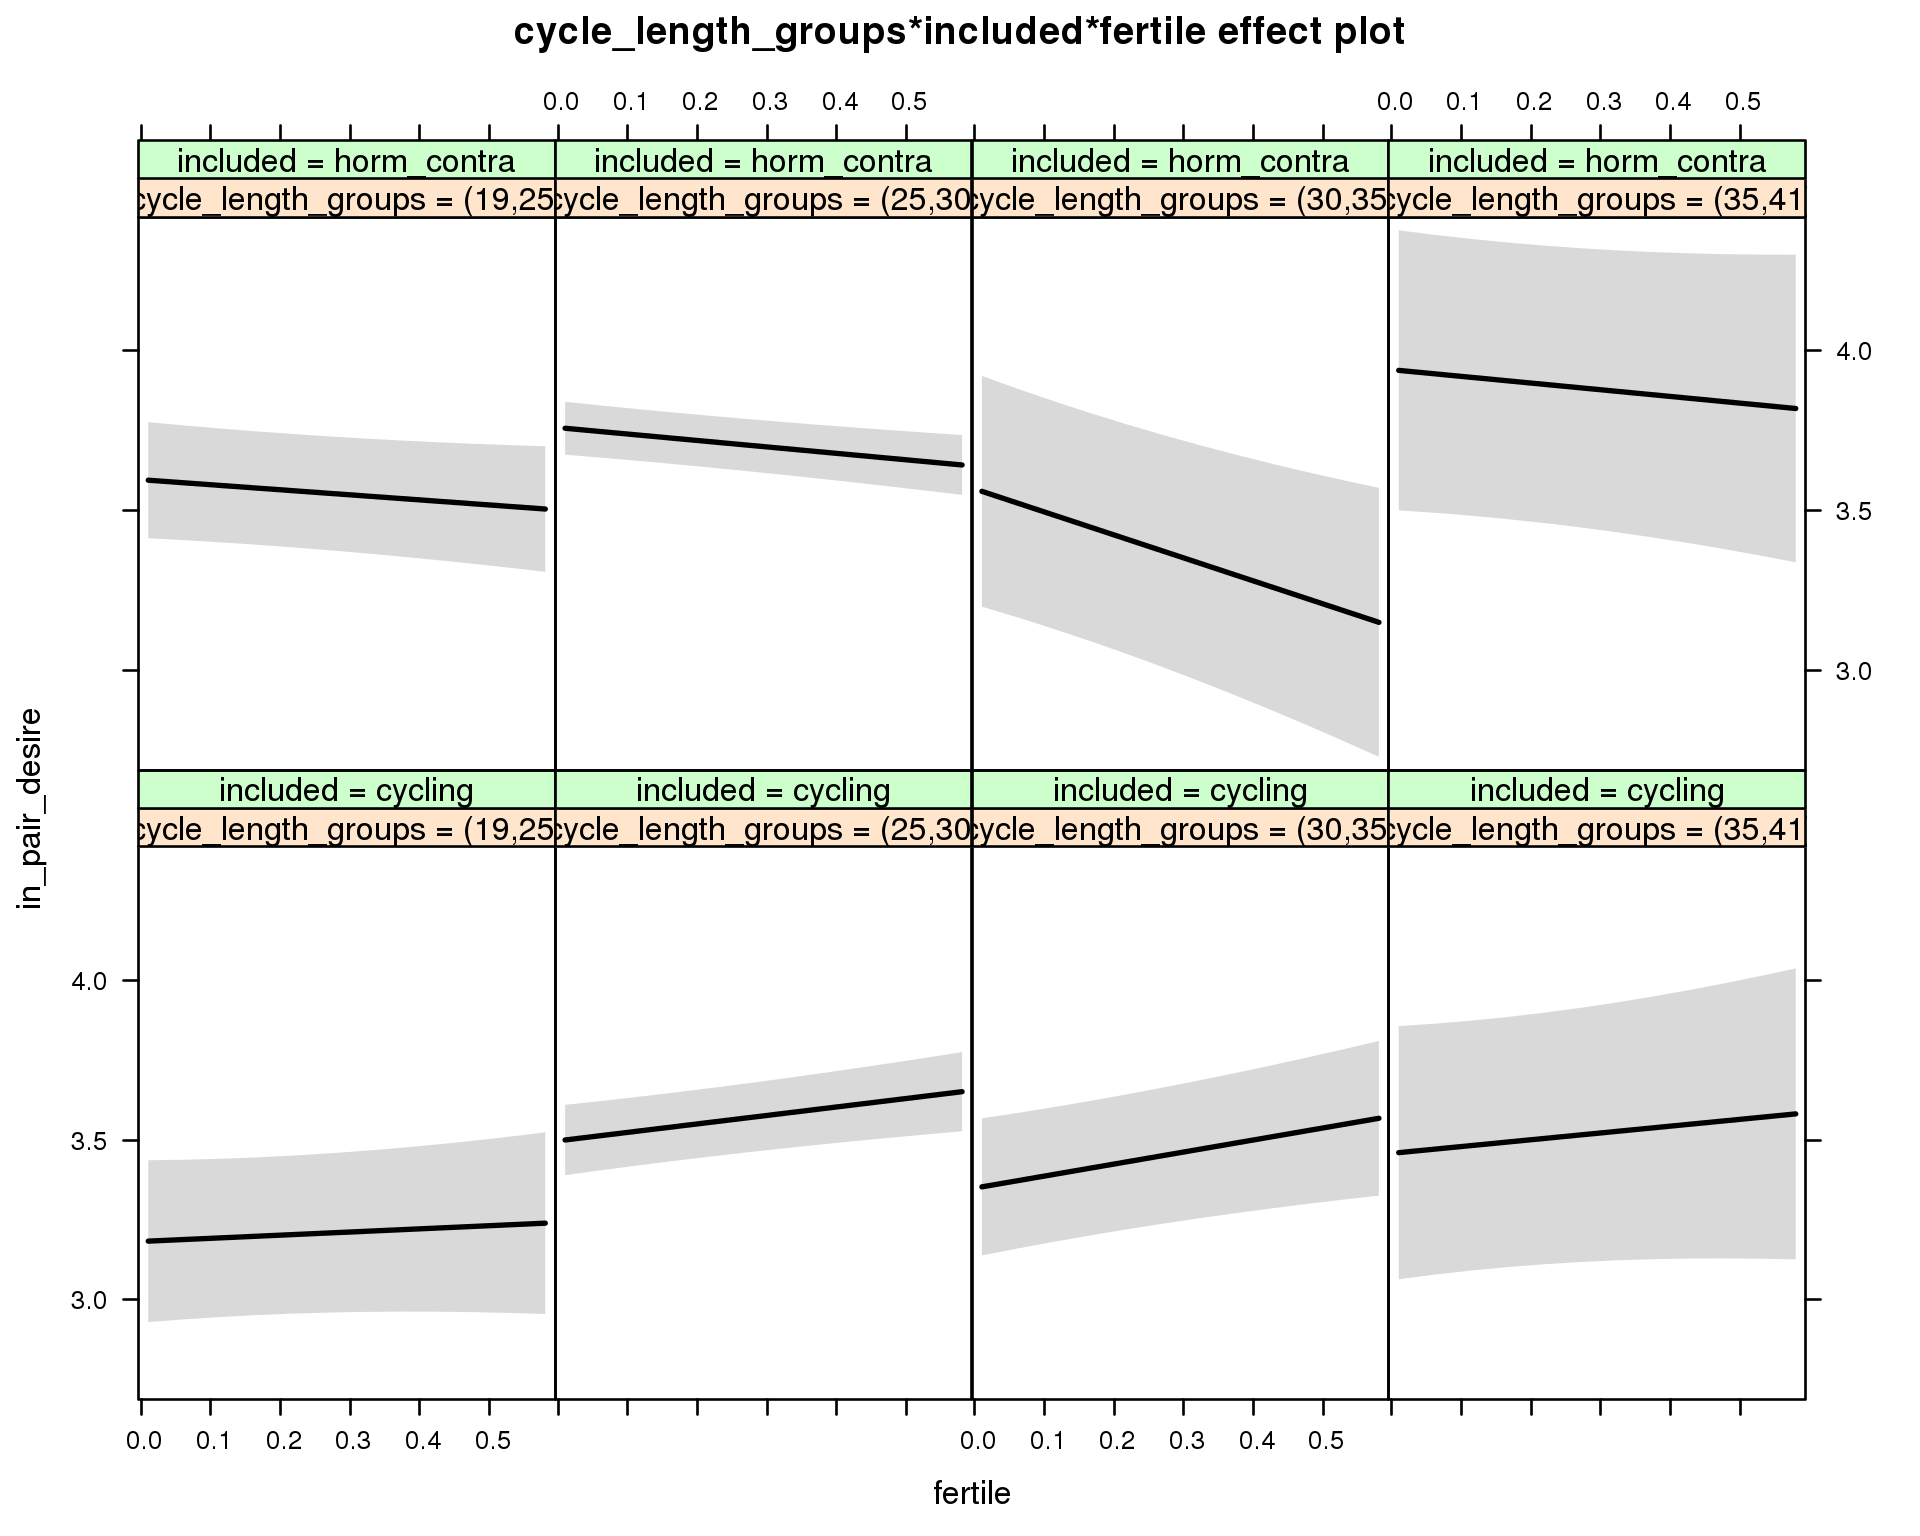 cycle_length_groups*included*fertile effect plot
0.0 0.1 0.2 0.3 0.4 0.5 0.0 0.1 0.2 0.3 0.4 0.5
included = horm_contra included = horm_contra included = horm_contra included = horm_contra
cycle_length_groups = (19,25 cycle_length_groups = (25,30 cycle_length_groups = (30,35 cycle_length_groups = (35,41
4.0
3.5
3.0
in_pair_desire
included = cycling included = cycling included = cycling included = cycling
cycle_length_groups = (19,25 cycle_length_groups = (25,30 cycle_length_groups = (30,35 cycle_length_groups = (35,41
4.0
3.5
3.0
0.0 0.1 0.2 0.3 0.4 0.5 0.0 0.1 0.2 0.3 0.4 0.5
fertile